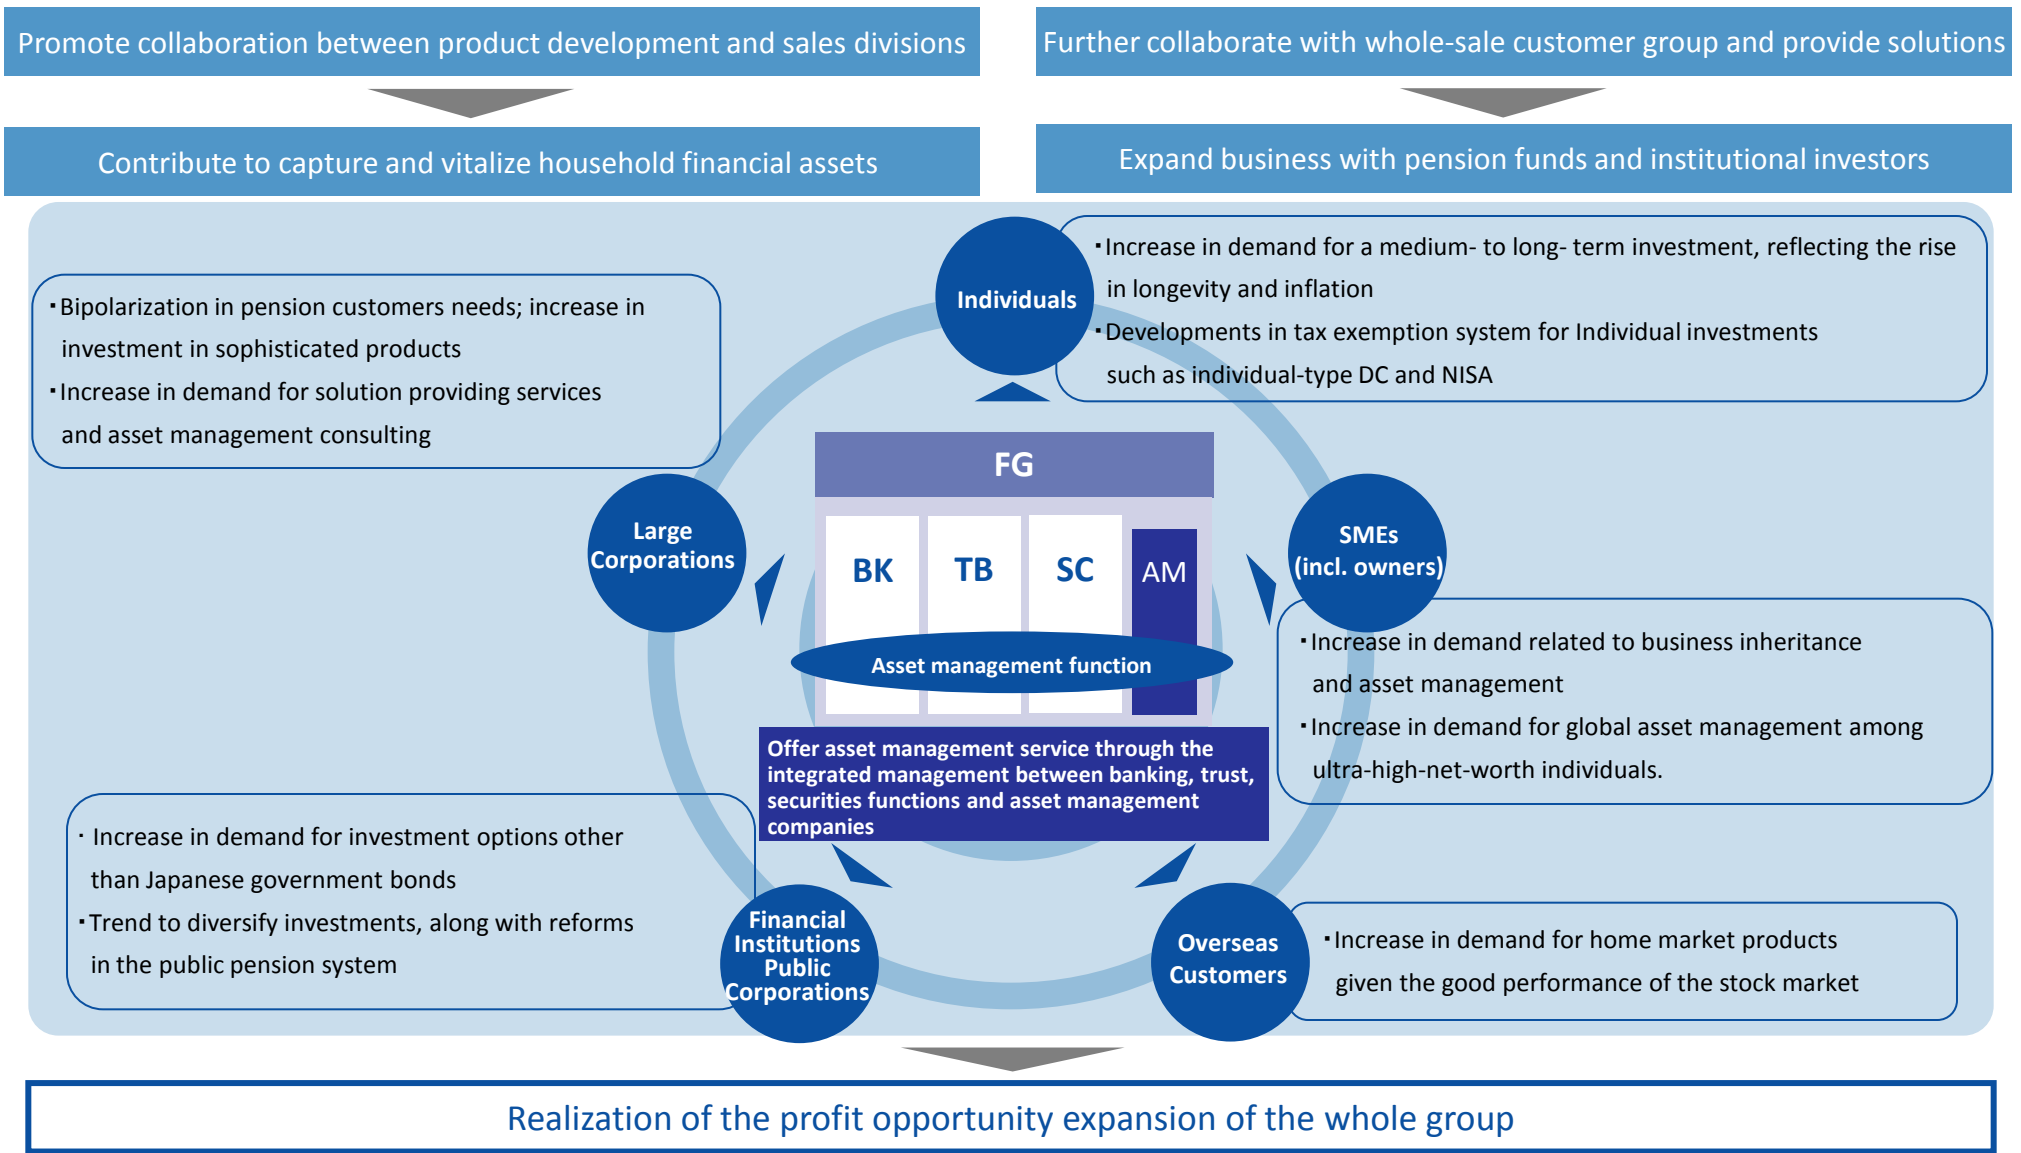 Promote collaboration between product development and sales divisions
Further collaborate with whole-sale customer group and provide solutions
Contribute to capture and vitalize household financial assets
Expand business with pension funds and institutional investors
Individuals
・Increase in demand for a medium- to long- term investment, reflecting the rise
in longevity and inflation
・Developments in tax exemption system for Individual investments
such as individual-type DC and NISA
・Bipolarization in pension customers needs; increase in
investment in sophisticated products
・Increase in demand for solution providing services
and asset management consulting
Large
Corporations
FG
BK
TB
SC
AM
Asset management function
Offer asset management service through the
integrated management between banking, trust,
securities functions and asset management
companies
SMEs
(incl. owners)
・Increase in demand related to business inheritance
and asset management
・Increase in demand for global asset management among
ultra-high-net-worth individuals.
・Increase in demand for investment options other
than Japanese government bonds
・Trend to diversify investments, along with reforms
in the public pension system
Financial
Institutions
Public
Corporations
Overseas
Customers
・Increase in demand for home market products
given the good performance of the stock market
Realization of the profit opportunity expansion of the whole group